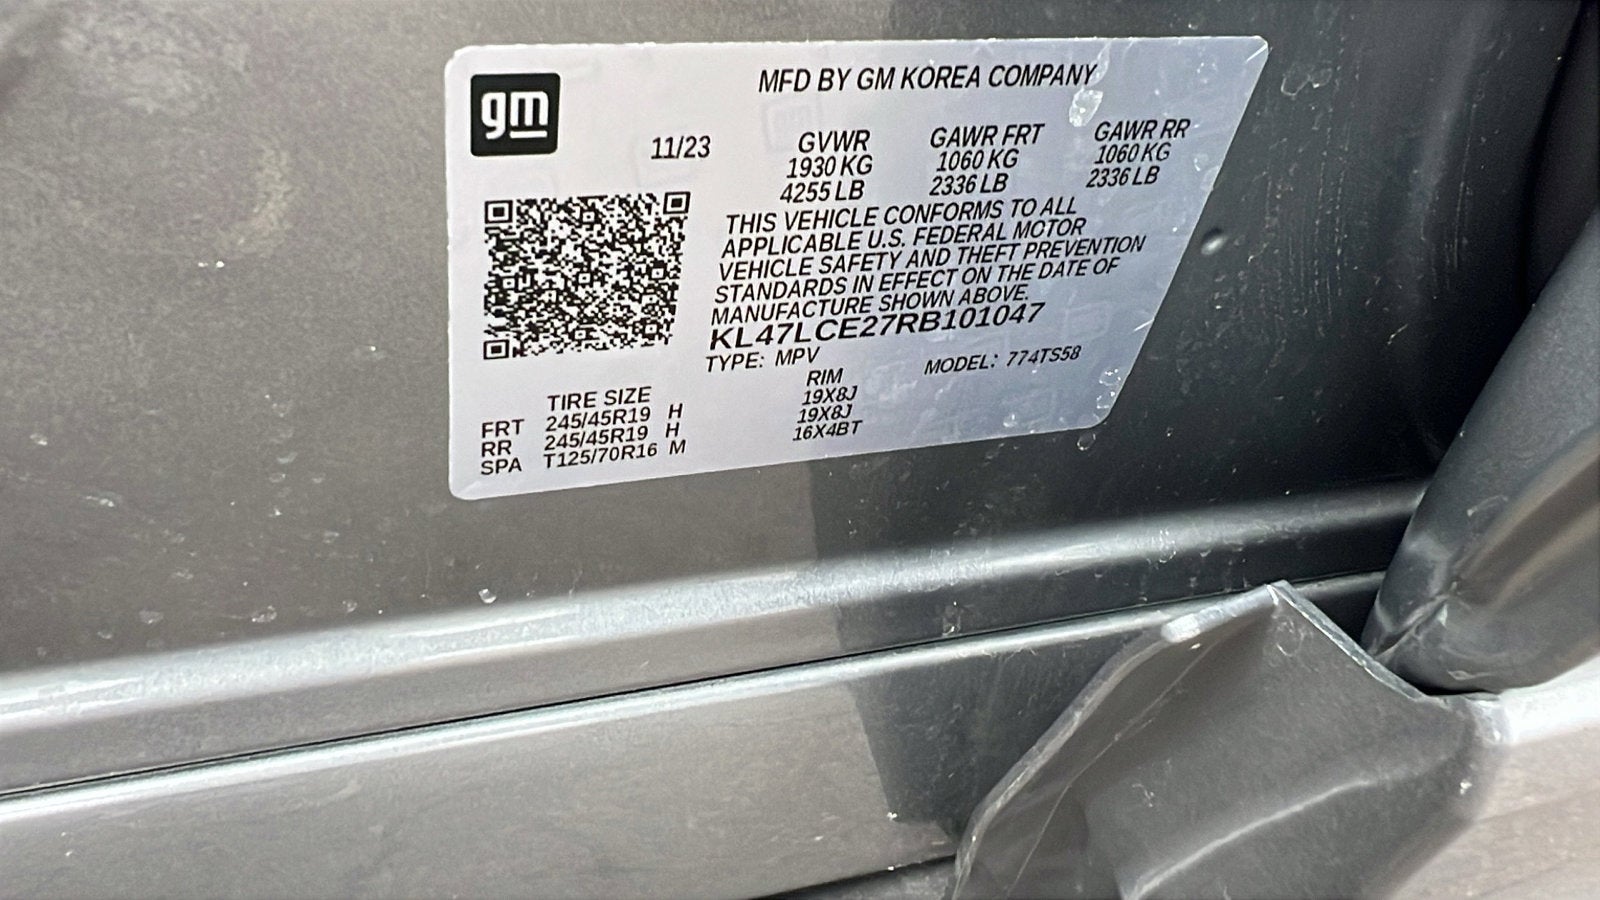 gm
MFD BY GM KOREA COMPANY
11/23 GVWR GAWR FRT GAWR RR
1930 KG 1060 KG 1060 KG
4255 LB 2336 LB 2336 LB
THIS VEHICLE CONFORMS TO ALL
APPLICABLE U.S. FEDERAL MOTOR
VEHICLE SAFETY AND THEFT PREVENTION
STANDARDS IN EFFECT ON THE DATE OF
MANUFACTURE SHOWN ABOVE.
KL47LCE27RB101047
TYPE: MPV MODEL: 774TS58
TIRE SIZE RIM
FRT 245/45R19 H 19X8J
RR 245/45R19 H 19X8J
SPA T125/70R16 M 16X4BT